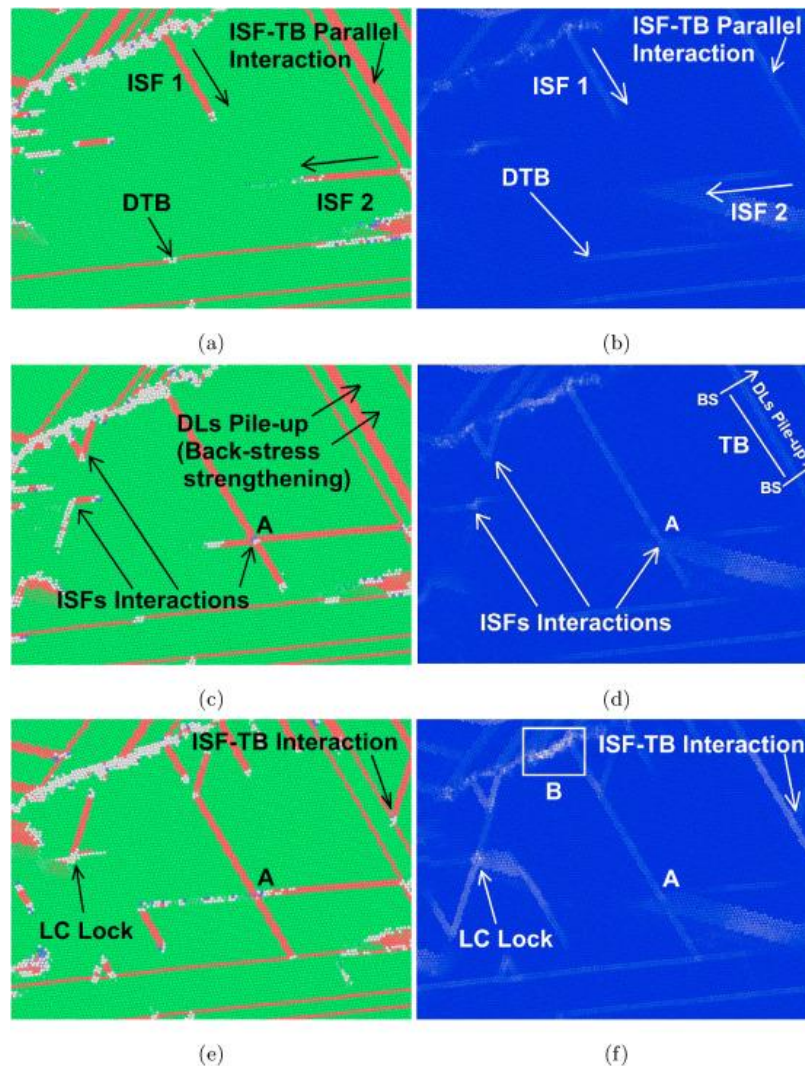 ISF-TB Parallel
Interaction
ISF 1
ISF 2
DTB
(a)
ISF-TB Parallel
Interaction
ISF 1
DTB
ISF 2
(b)
DLs Pile-up
(Back-stress
strengthening)
A
ISFs Interactions
(c)
BS
DLs Pile-up
TB
BS
A
ISFs Interactions
(d)
ISF-TB Interaction
A
LC Lock
(e)
ISF-TB Interaction
B
A
LC Lock
(f)